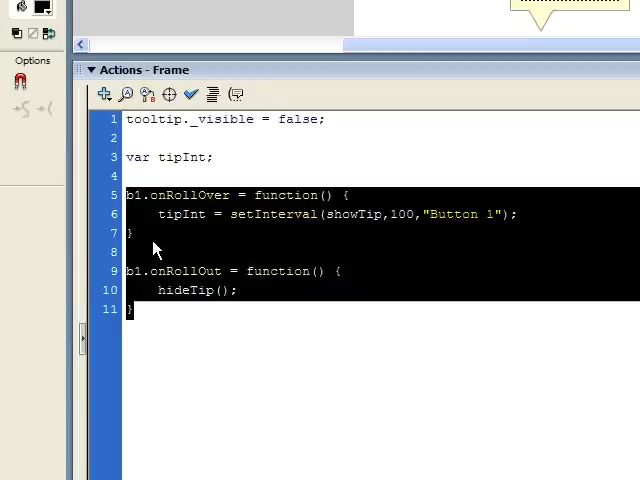 Options
Actions - Frame
1 tooltip._visible = false;
2
3 var tipInt;
4
5 b1.onRollOver = function() {
6 tipInt = setInterval(showTip,100,"Button 1");
7 }
8
9 b1.onRollOut = function() {
10 hideTip();
11 }